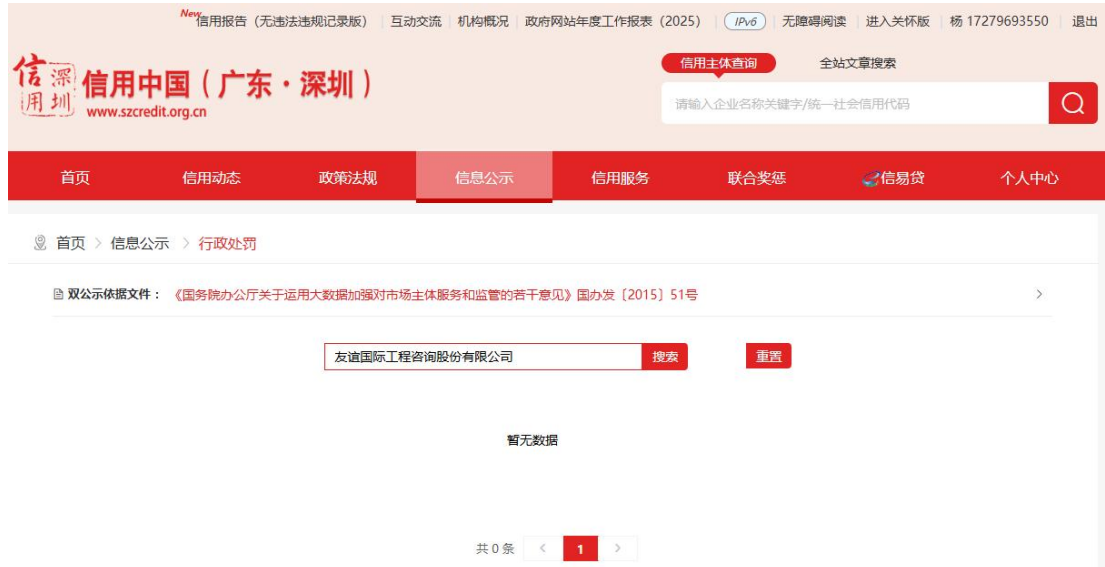 New 信用报告（无违法违规记录版） 互动交流 机构概况 政府网站年度工作报表（2025） IPv6 无障碍阅读 进入关怀版 杨 17279693550 退出
信用深圳 信用中国（广东·深圳）
www.szcredit.org.cn
信用主体查询 全站文章搜索
请输入企业名称关键字/统一社会信用代码
首页 信用动态 政策法规 信息公示 信用服务 联合奖惩 信易贷 个人中心
首页 > 信息公示 > 行政处罚
双公示依据文件： 《国务院办公厅关于运用大数据加强对市场主体服务和监管的若干意见》国办发〔2015〕51号 >
友谊国际工程咨询股份有限公司 搜索 重置
暂无数据
共 0 条 < 1 >